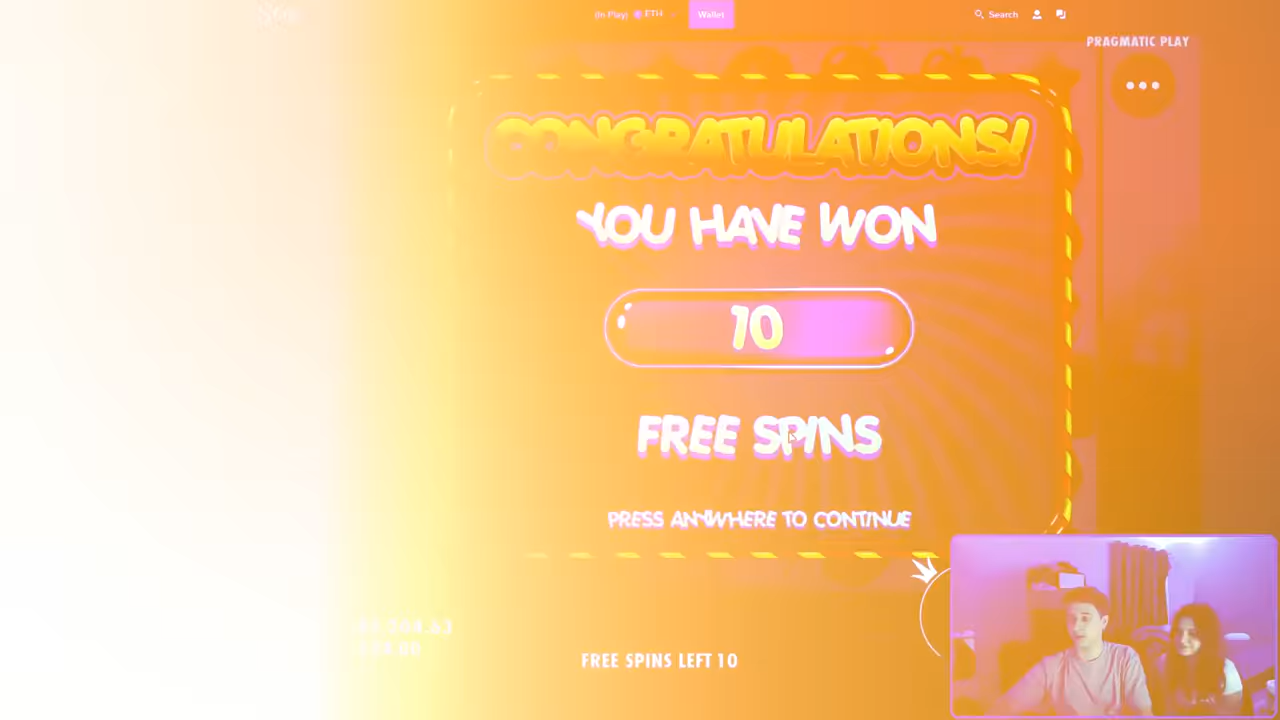 (In Play) ETH
Wallet
Search
PRAGMATIC PLAY
CONGRATULATIONS!
YOU HAVE WON
10
FREE SPINS
PRESS ANYWHERE TO CONTINUE
FREE SPINS LEFT 10